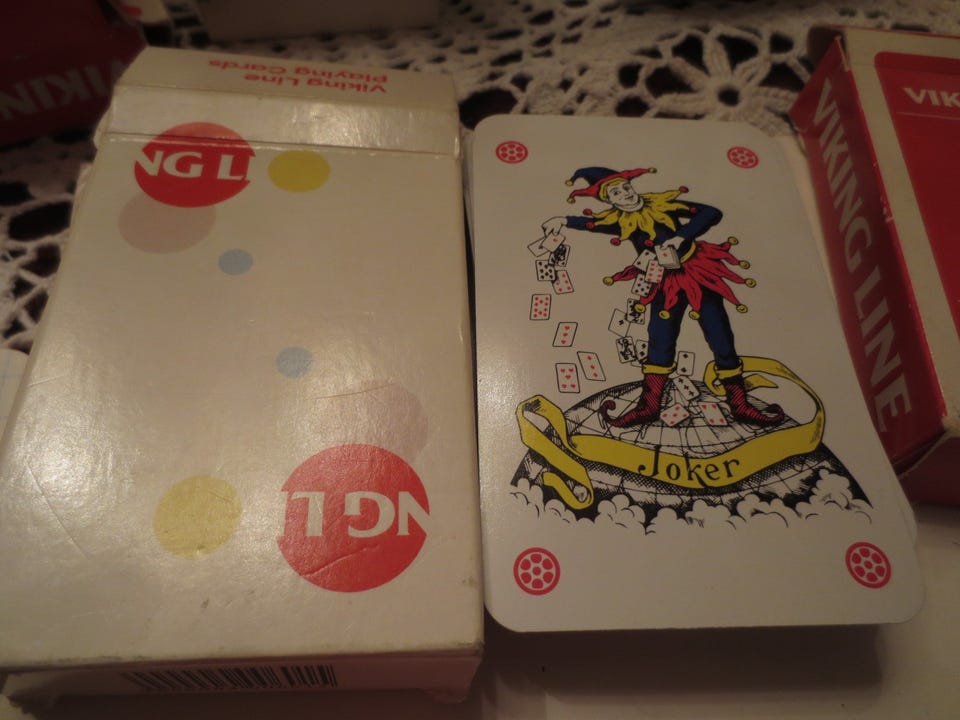 Viking Line
Playing Cards
NG L
NG L
Joker
VIKING LINE
VIK
VIKIN